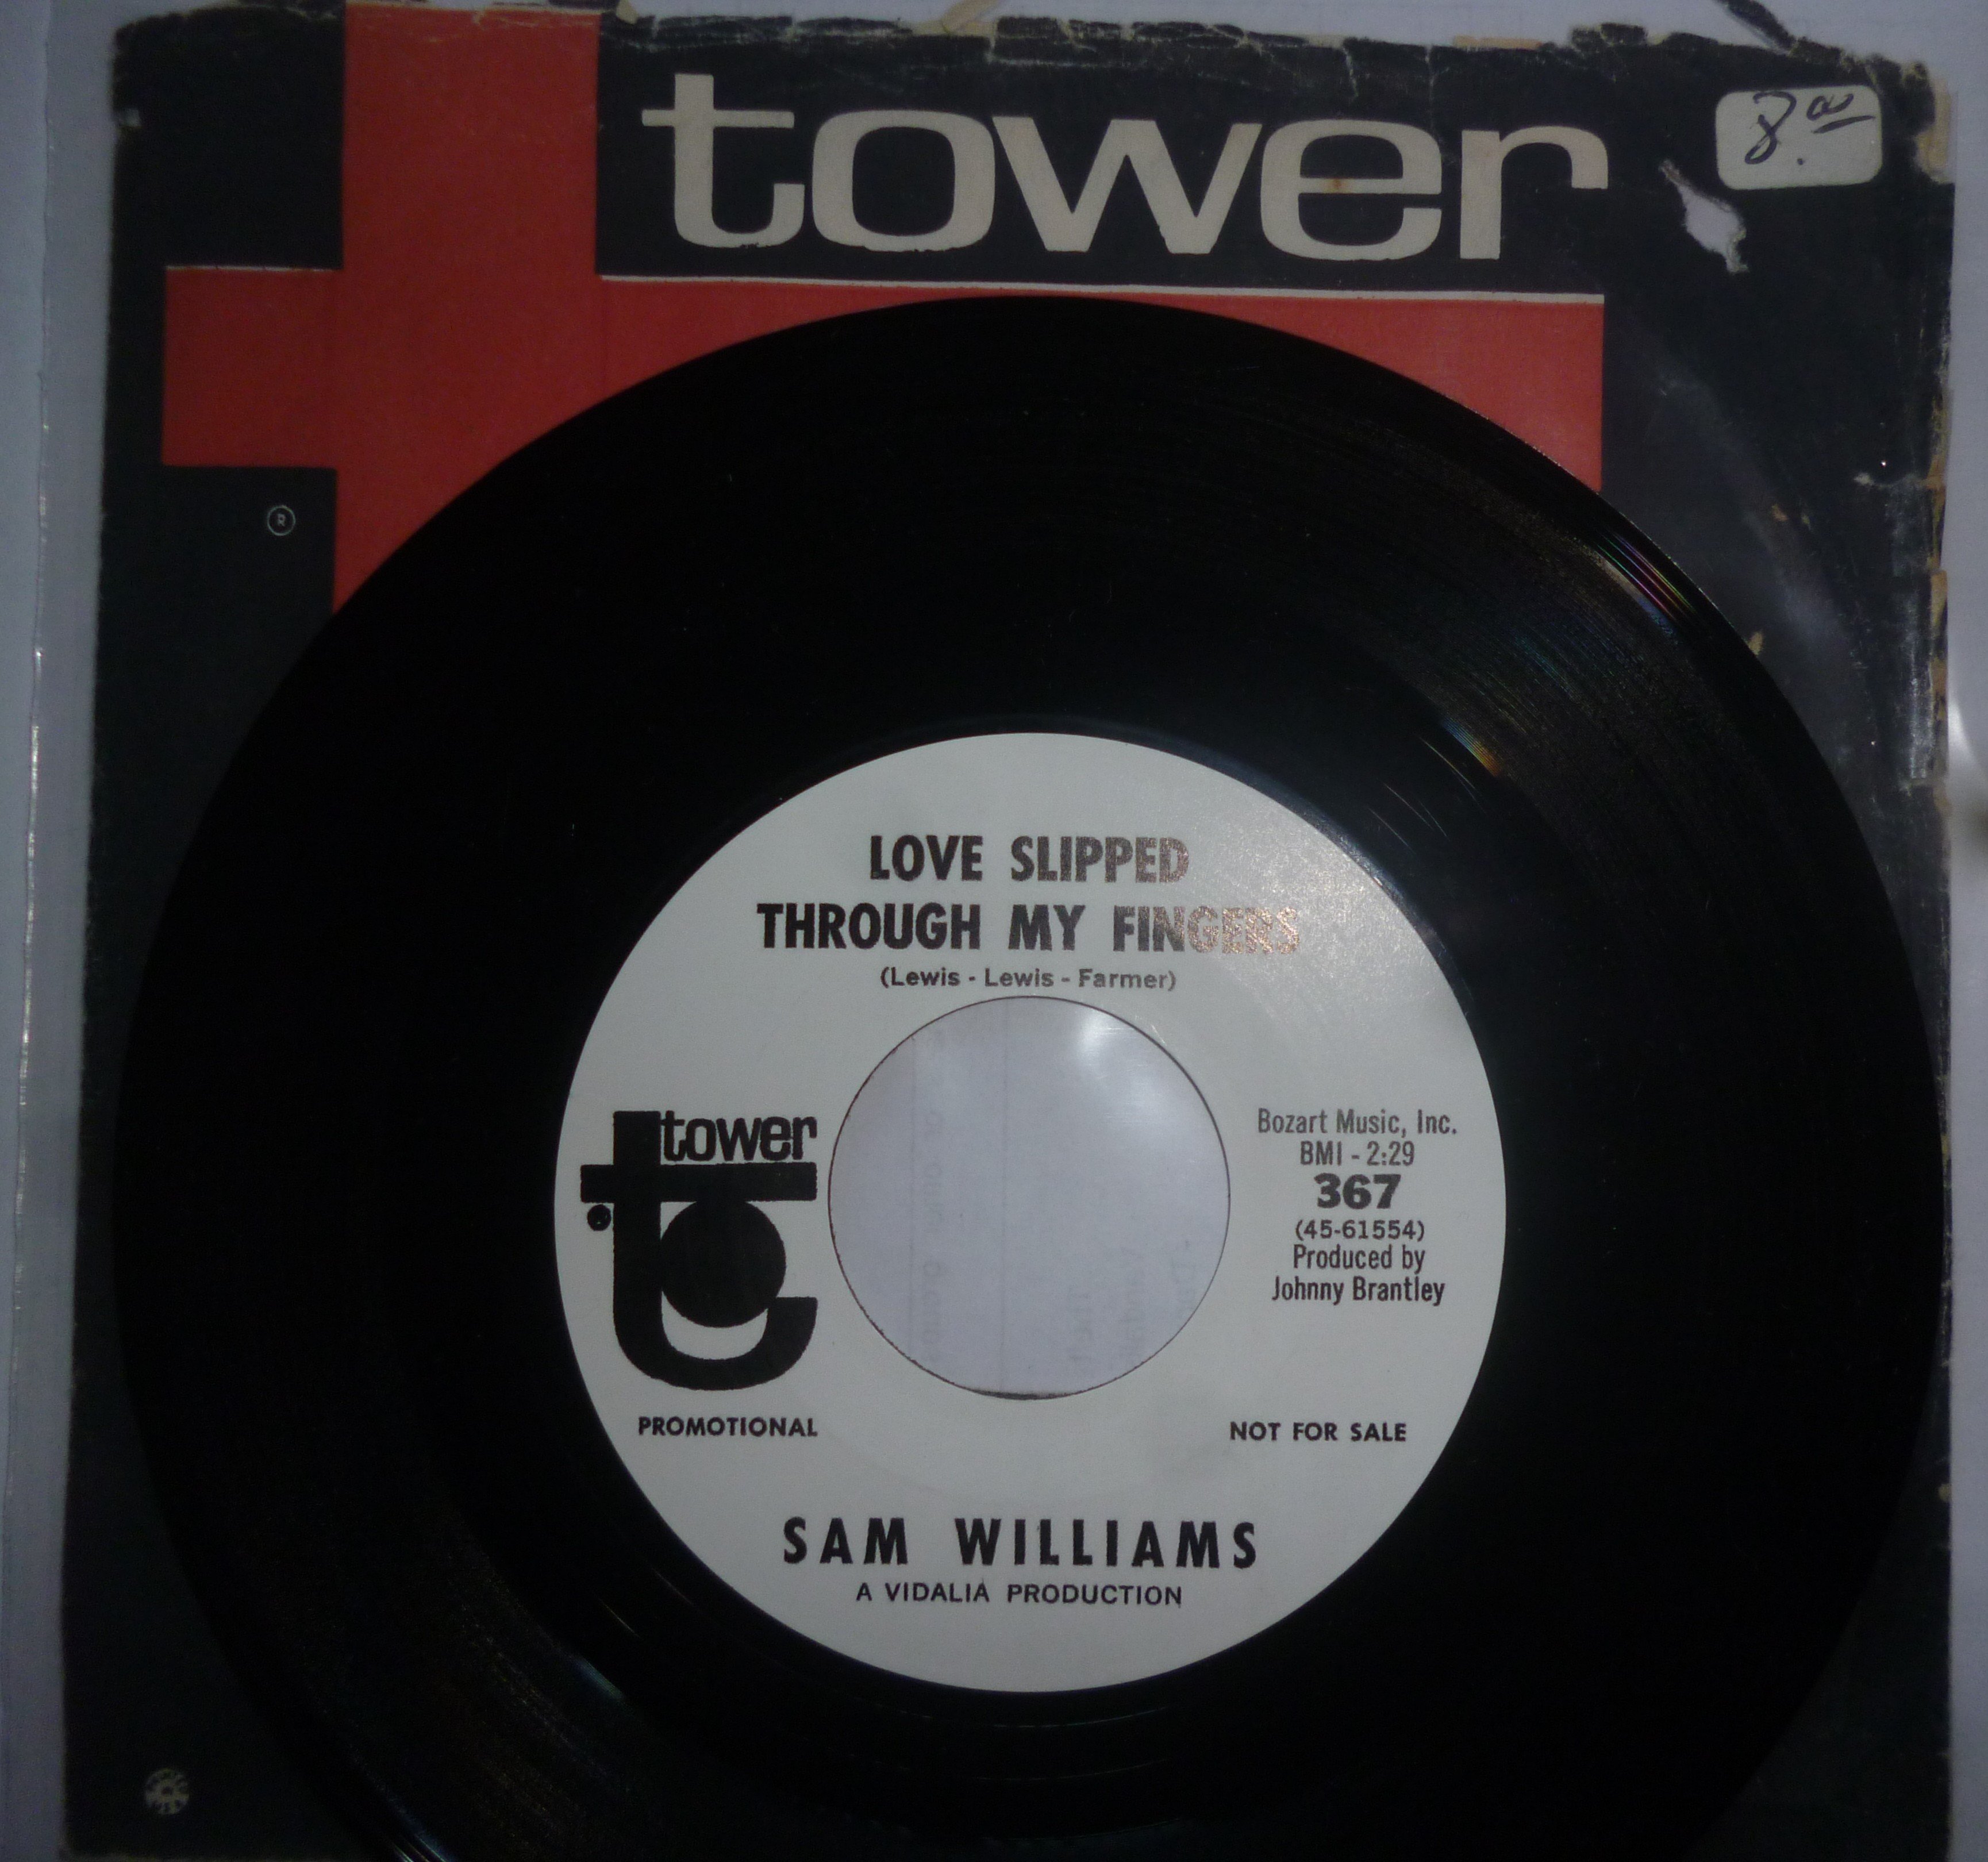 tower
8.00
®
LOVE SLIPPED
THROUGH MY FINGERS
(Lewis - Lewis - Farmer)
tower
Bozart Music, Inc.
BMI - 2:29
367
(45-61554)
Produced by
Johnny Brantley
PROMOTIONAL
NOT FOR SALE
SAM WILLIAMS
A VIDALIA PRODUCTION